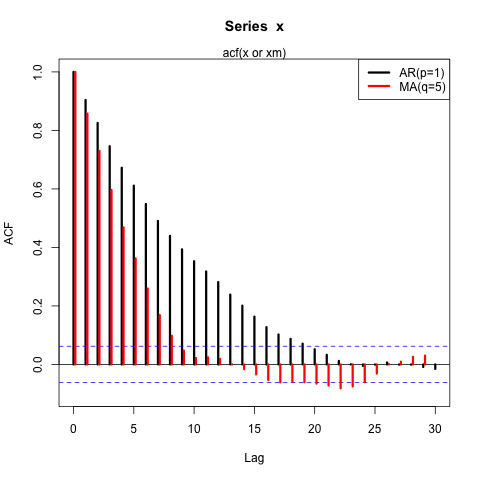 Series x
acf(x or xm)
AR(p=1)
MA(q=5)
ACF
1.0
0.8
0.6
0.4
0.2
0.0
0 5 10 15 20 25 30
Lag